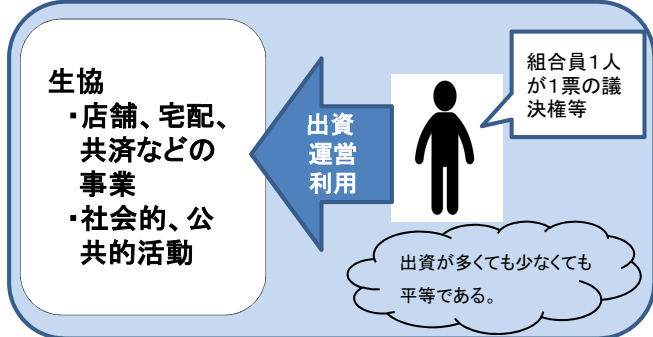 生協
・店舗、宅配、
共済などの
事業
・社会的、公
共的活動
出資
運営
利用
組合員1人
が1票の議
決権等
出資が多くても少なくても
平等である。